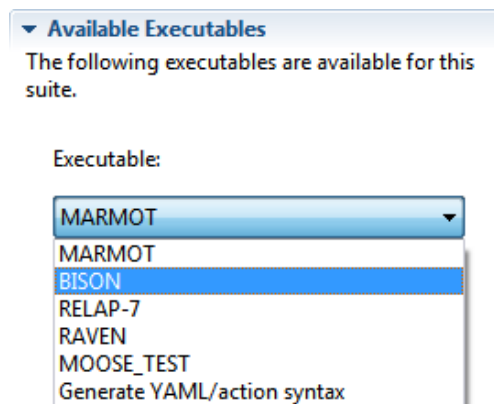 Available Executables
The following executables are available for this
suite.
Executable:
MARMOT
MARMOT
BISON
RELAP-7
RAVEN
MOOSE_TEST
Generate YAML/action syntax